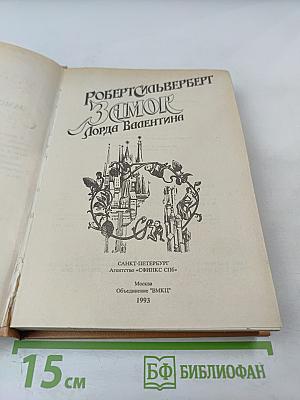 РОБЕРТ СИЛЬВЕРБЕРГ
ЗАМОК
ЛОРДА ВАЛЕНТИНА
САНКТ-ПЕТЕРБУРГ
Агентство «СФИНКС СПб»
Москва
Объединение "ВМКЦ"
1993
15 см
БФ БИБЛИОФАН